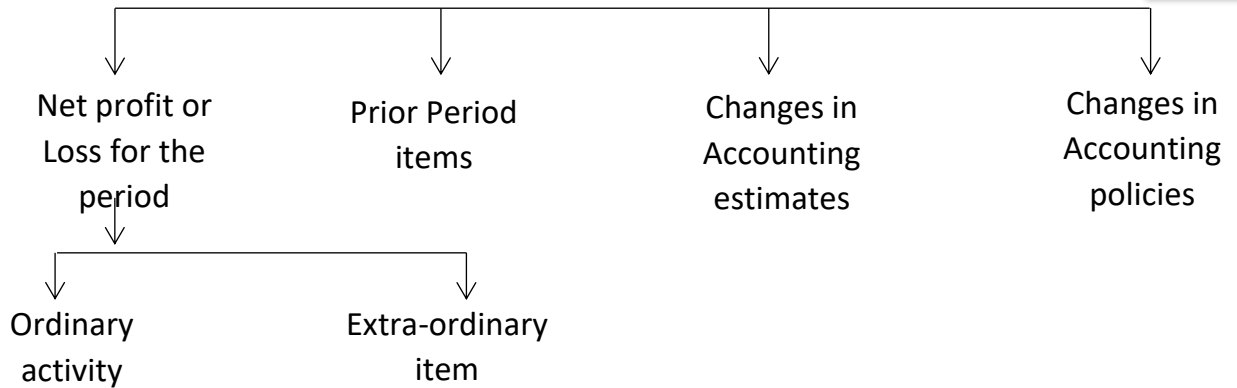 Net profit or
Loss for the
period
Prior Period
items
Changes in
Accounting
estimates
Changes in
Accounting
policies
Ordinary
activity
Extra-ordinary
item